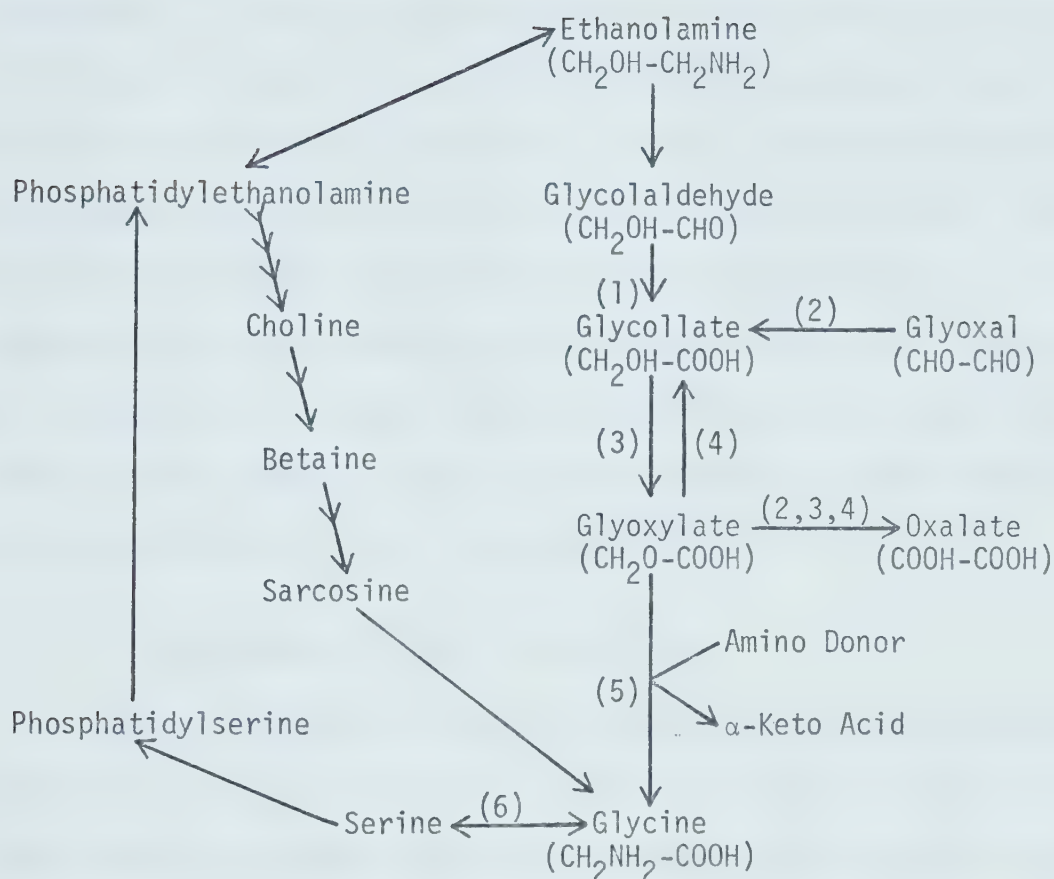 Ethanolamine
(CH₂OH-CH₂NH₂)
Phosphatidylethanolamine
Glycolaldehyde
(CH₂OH-CHO)
(1)
Choline
Glycollate
(CH₂OH-COOH)
(2)
Glyoxal
(CHO-CHO)
(3)
(4)
Betaine
Glyoxylate
(CH₂O-COOH)
(2,3,4)
Oxalate
(COOH-COOH)
Sarcosine
Amino Donor
(5)
α-Keto Acid
Phosphatidylserine
Serine
(6)
Glycine
(CH₂NH₂-COOH)